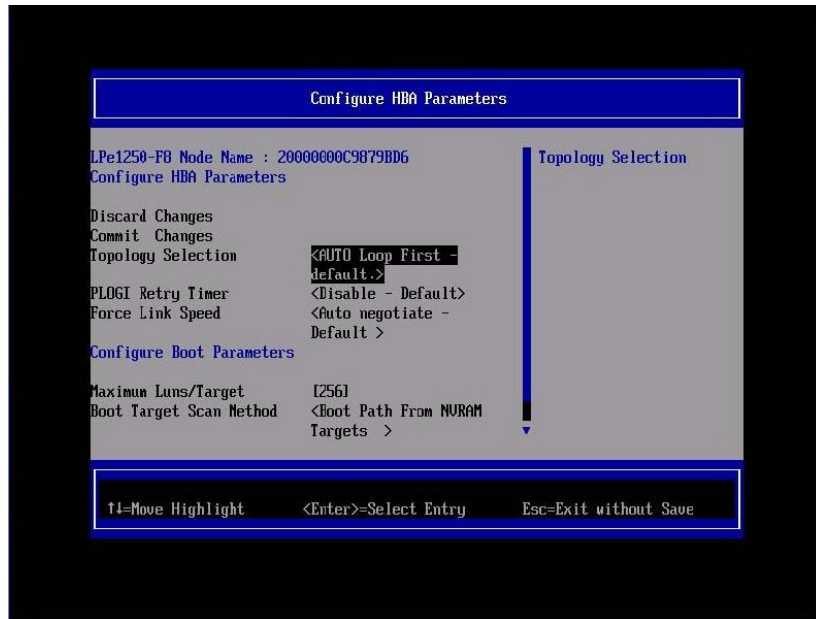 Configure HBA Parameters
LPe1250-F8 Node Name : 20000000C9879BD6
Topology Selection
Configure HBA Parameters
Discard Changes
Commit Changes
Topology Selection <AUTO Loop First -
default.>
PLOGI Retry Timer <Disable - Default>
Force Link Speed <Auto negotiate -
Default >
Configure Boot Parameters
Maximum Luns/Target [256]
Boot Target Scan Method <Boot Path From NVRAM
Targets >
↑↓=Move Highlight <Enter>=Select Entry Esc=Exit without Save